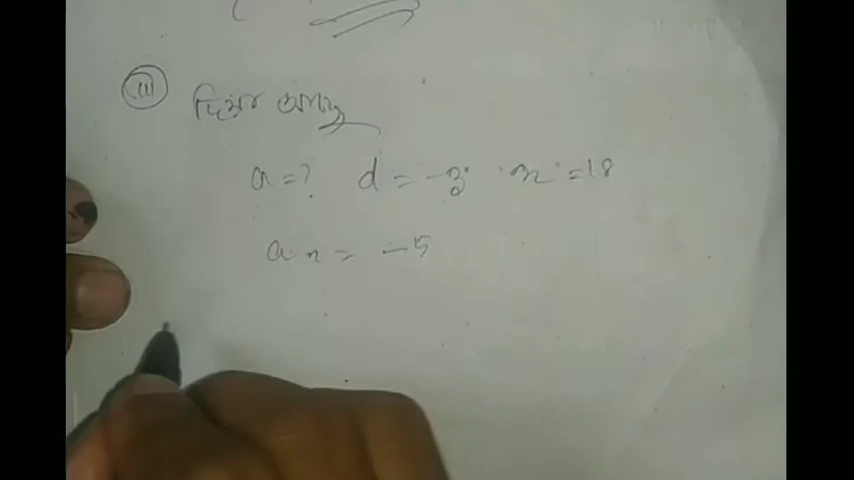 (iii) দিয়া আছে
a = ? d = -3 n = 18
an = -5